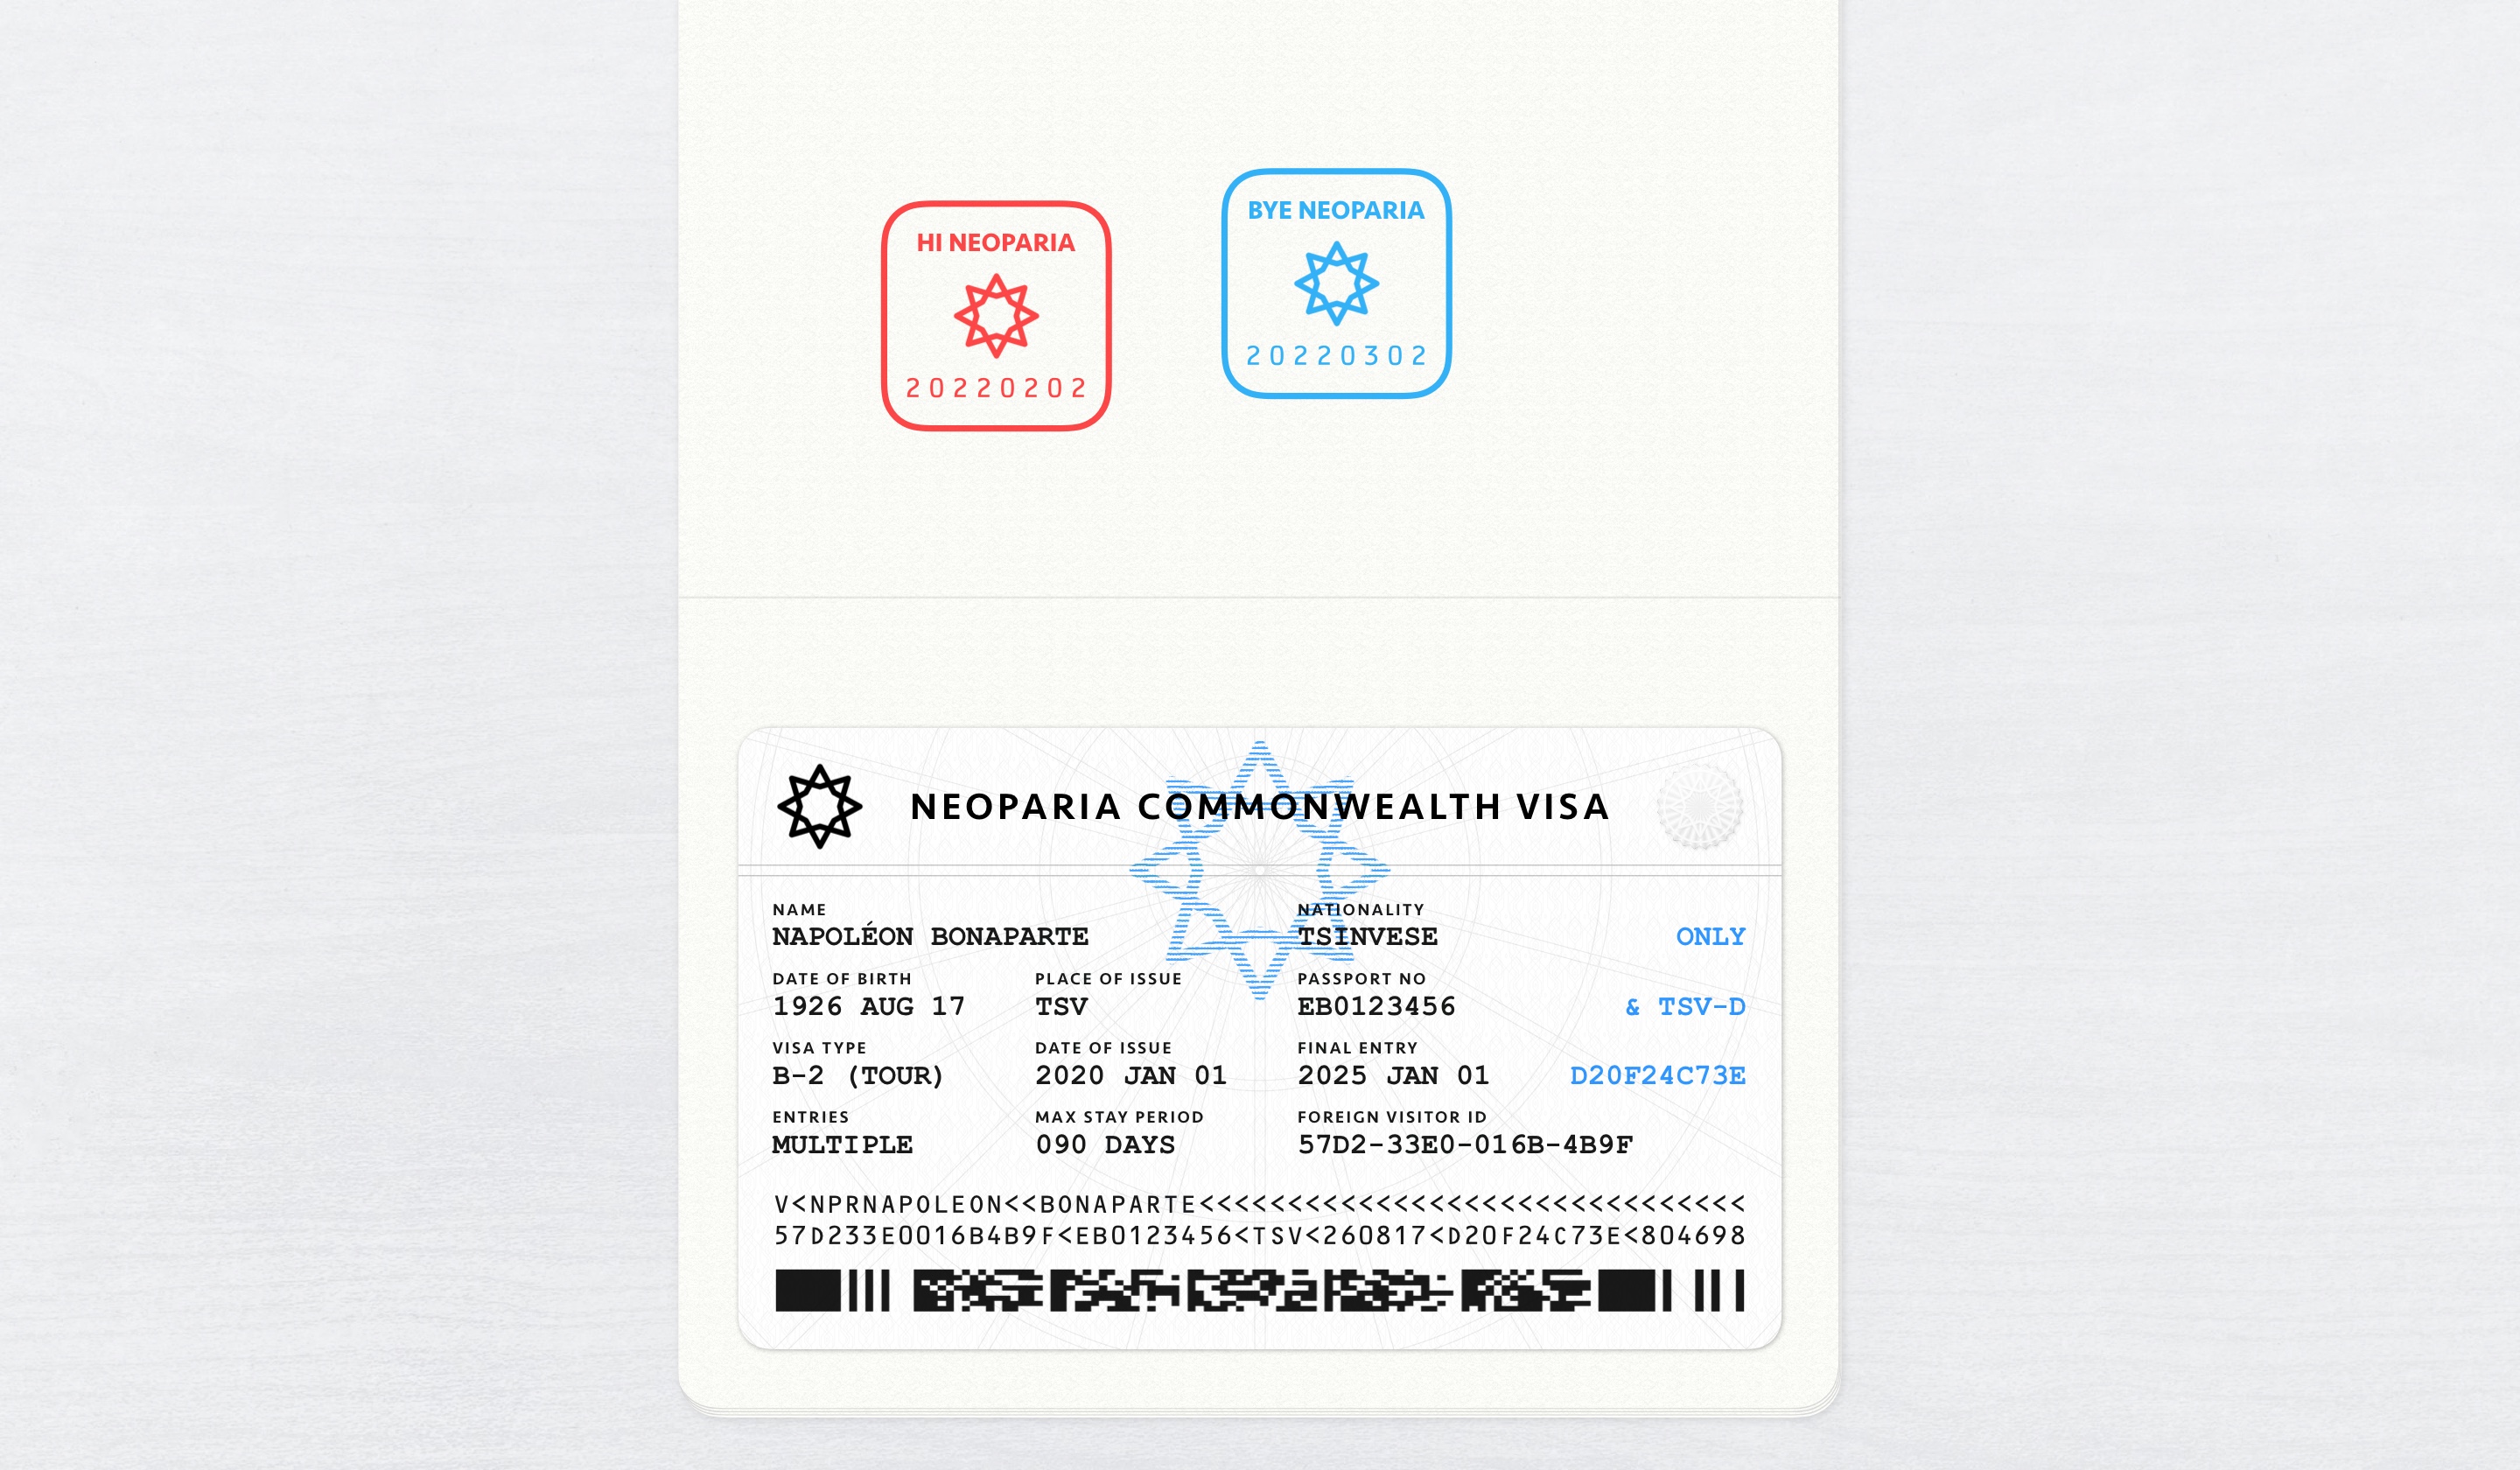 HI NEOPARIA
20220202
BYE NEOPARIA
20220302
NEOPARIA COMMONWEALTH VISA
NAME
NAPOLÉON BONAPARTE
NATIONALITY
TSINVESE ONLY
DATE OF BIRTH
1926 AUG 17
PLACE OF ISSUE
TSV
PASSPORT NO
EB0123456 & TSV-D
VISA TYPE
B-2 (TOUR)
DATE OF ISSUE
2020 JAN 01
FINAL ENTRY
2025 JAN 01 D20F24C73E
ENTRIES
MULTIPLE
MAX STAY PERIOD
090 DAYS
FOREIGN VISITOR ID
57D2-33E0-016B-4B9F
V<NPRNAPOLEON<<BONAPARTE<<<<<<<<<<<<<<<<<<<<<<<<<<<<<<<
57D233E0016B4B9F<EB0123456<TSV<260817<D20F24C73E<804698